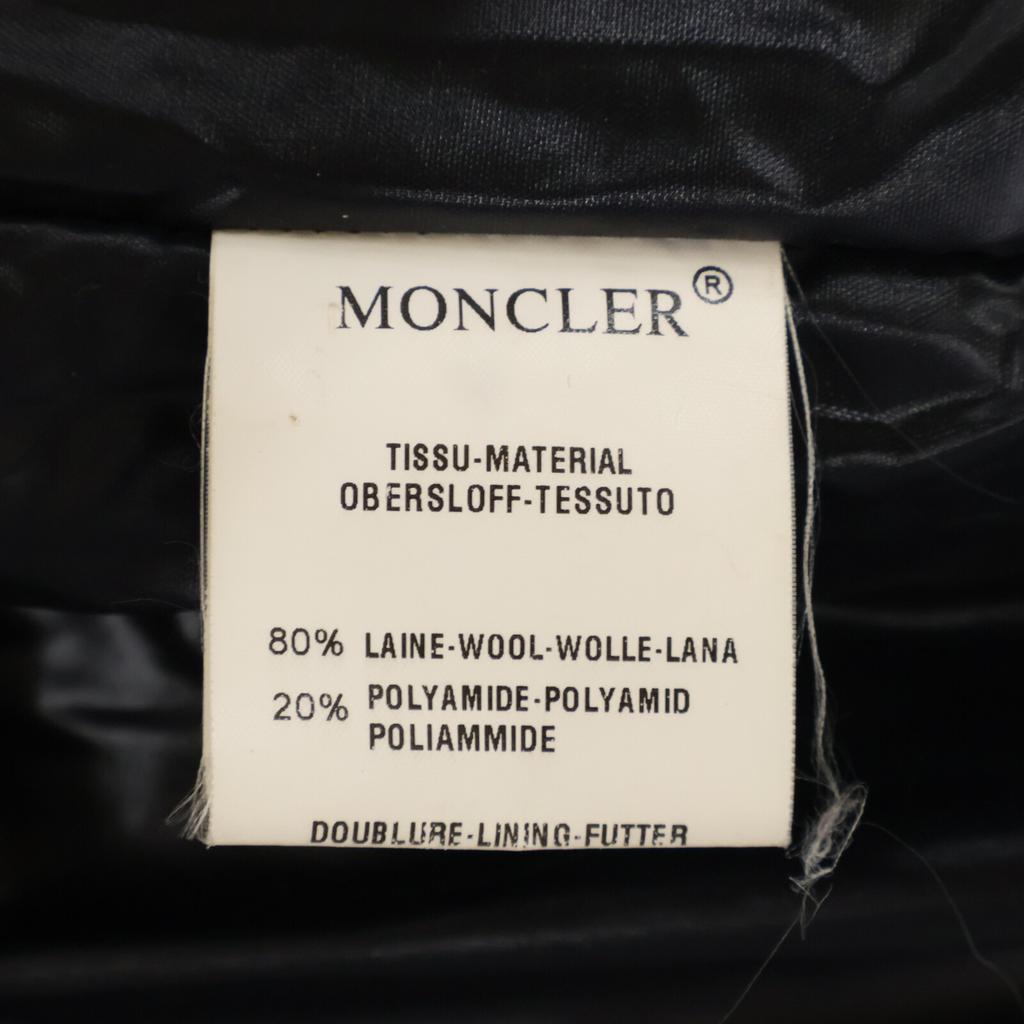 MONCLER®
TISSU-MATERIAL
OBERSLOFF-TESSUTO
80% LAINE-WOOL-WOLLE-LANA
20% POLYAMIDE-POLYAMID
POLIAMMIDE
DOUBLURE-LINING-FUTTER